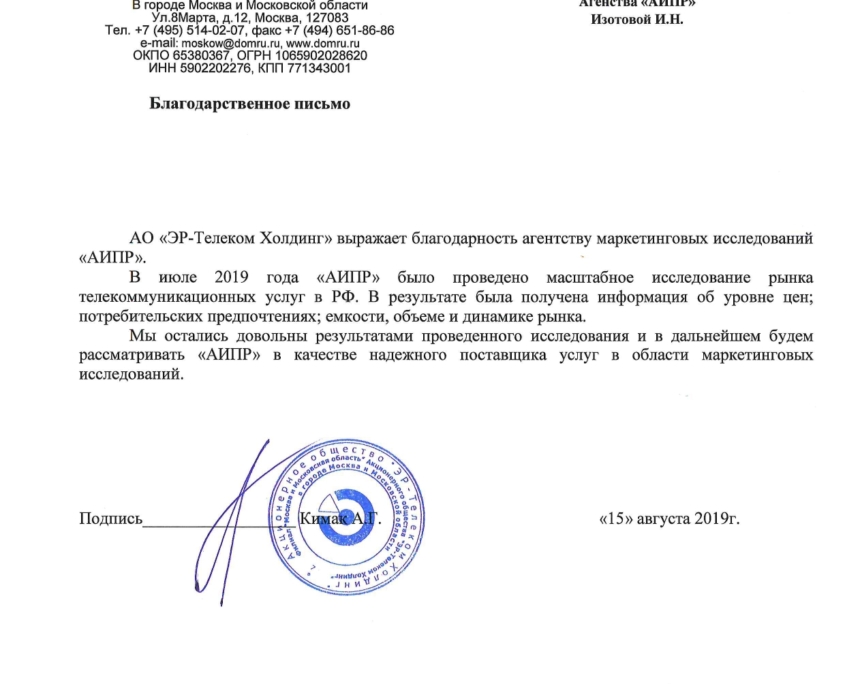 В городе Москва и Московской области
Агенства «АИПР»
Ул.8Марта, д.12, Москва, 127083
Изотовой И.Н.
Тел. +7 (495) 514-02-07, факс +7 (494) 651-86-86
e-mail: moskow@domru.ru, www.domru.ru
ОКПО 65380367, ОГРН 1065902028620
ИНН 5902202276, КПП 771343001
Благодарственное письмо
АО «ЭР-Телеком Холдинг» выражает благодарность агентству маркетинговых исследований
«АИПР».
В июле 2019 года «АИПР» было проведено масштабное исследование рынка
телекоммуникационных услуг в РФ. В результате была получена информация об уровне цен;
потребительских предпочтениях; емкости, объеме и динамике рынка.
Мы остались довольны результатами проведенного исследования и в дальнейшем будем
рассматривать «АИПР» в качестве надежного поставщика услуг в области маркетинговых
исследований.
Подпись__________________ Кимак А.Г.
«15» августа 2019г.
Акционерное общество * ЭР-Телеком Холдинг *
Филиал "Москва и Московская область" Акционерного общества "ЭР-Телеком Холдинг"
в городе Москва и Московской области